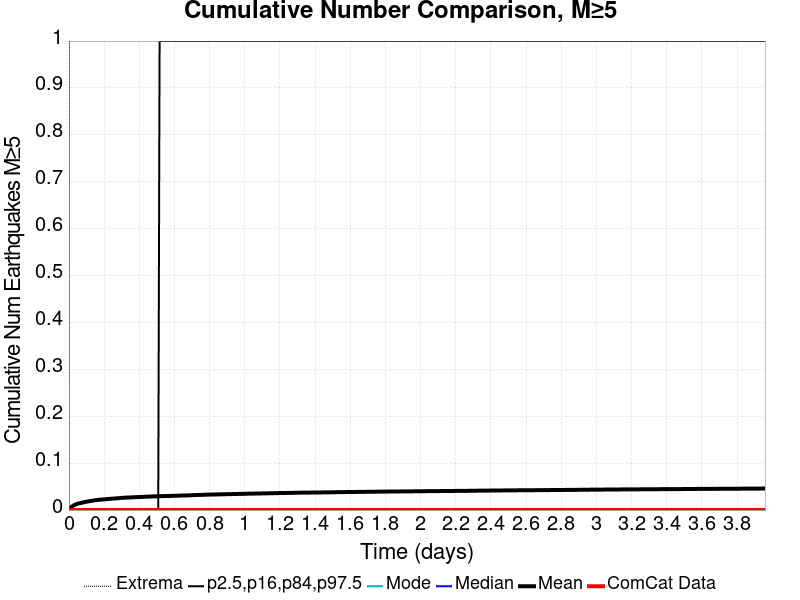 Cumulative Number Comparison, M≥5
Cumulative Num Earthquakes M≥5
1
0.9
0.8
0.7
0.6
0.5
0.4
0.3
0.2
0.1
0
0 0.2 0.4 0.6 0.8 1 1.2 1.4 1.6 1.8 2 2.2 2.4 2.6 2.8 3 3.2 3.4 3.6 3.8
Time (days)
Extrema p2.5,p16,p84,p97.5 Mode Median Mean ComCat Data